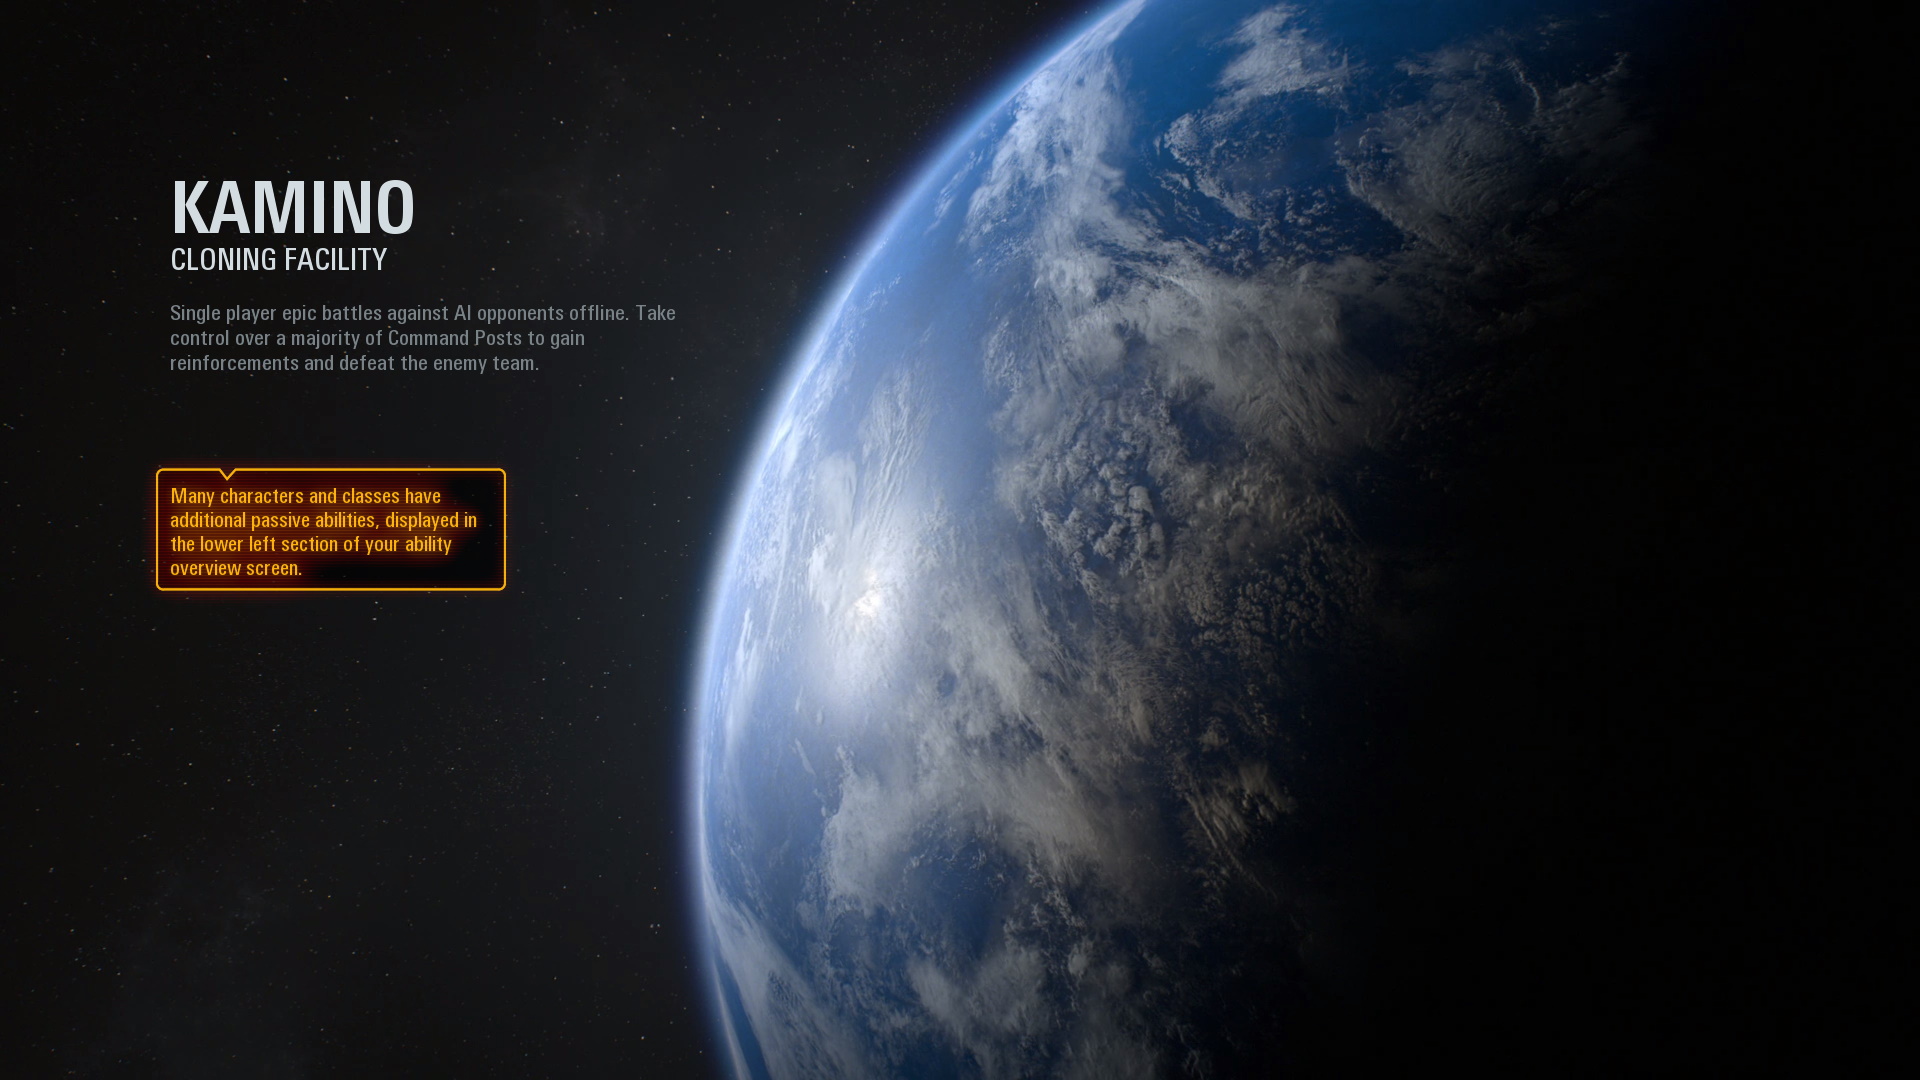 KAMINO
CLONING FACILITY
Single player epic battles against AI opponents offline. Take
control over a majority of Command Posts to gain
reinforcements and defeat the enemy team.
Many characters and classes have
additional passive abilities, displayed in
the lower left section of your ability
overview screen.